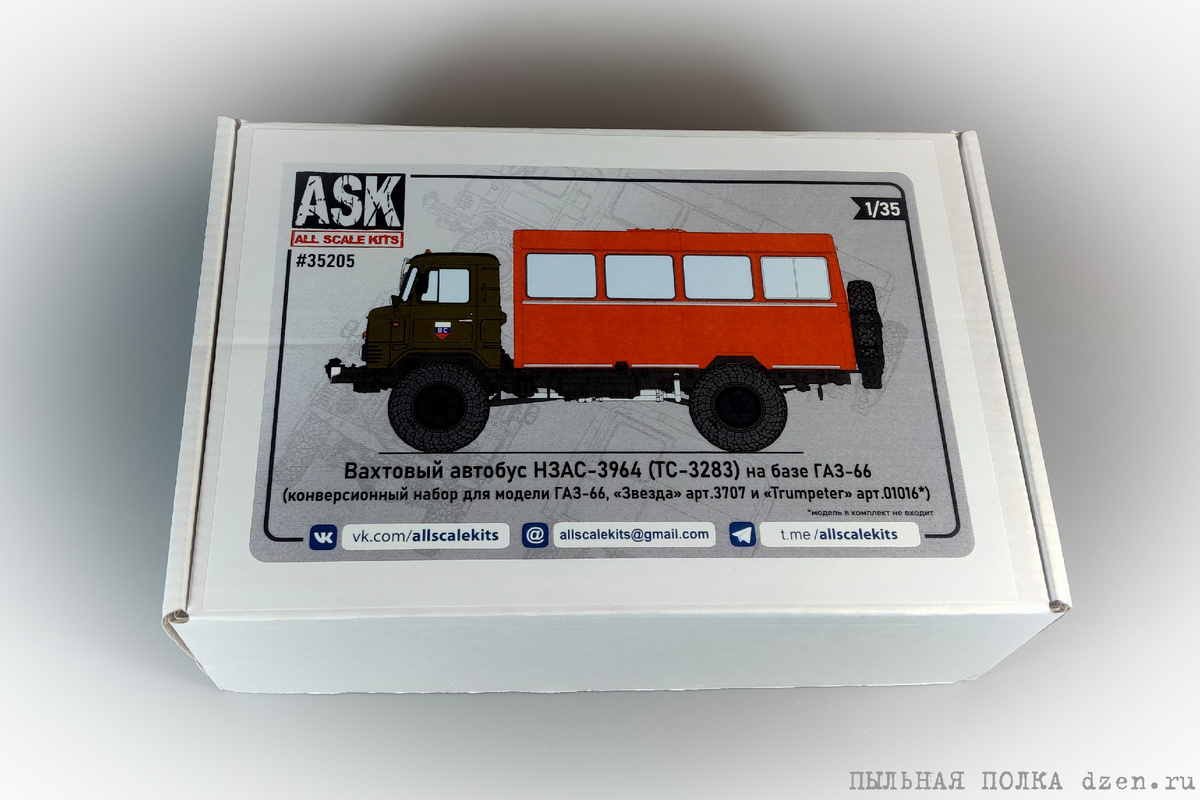 ASK
ALL SCALE KITS
#35205
1/35
ВС
Вахтовый автобус НЗАС-3964 (ТС-3283) на базе ГАЗ-66
(конверсионный набор для модели ГАЗ-66, «Звезда» арт.3707 и «Trumpeter» арт.01016*)
*модель в комплект не входит
vk.com/allscalekits
@ allscalekits@gmail.com
t.me/allscalekits
ПЫЛЬНАЯ ПОЛКА dzen.ru